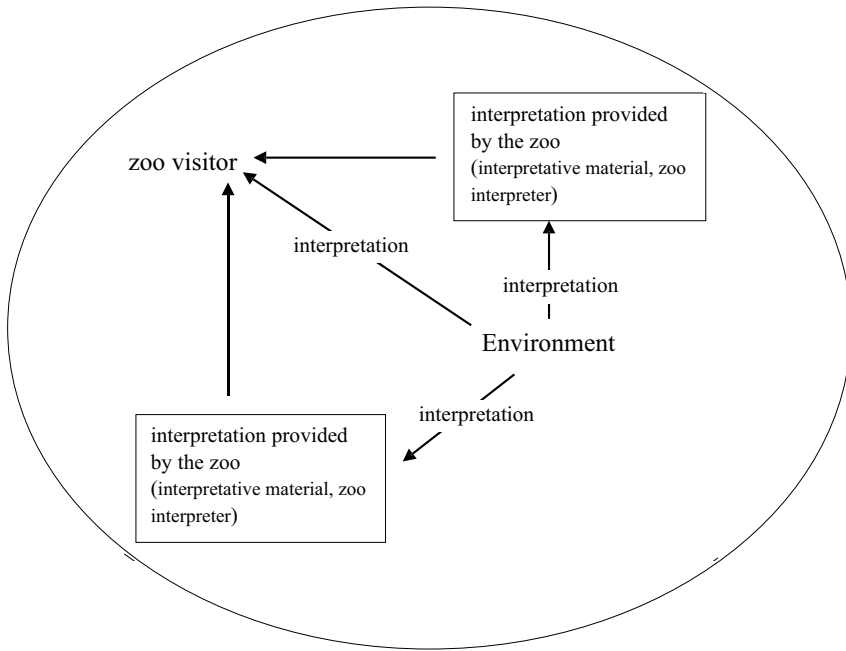 interpretation provided
by the zoo
(interpretative material, zoo
interpreter)
zoo visitor
interpretation
interpretation
Environment
interpretation
interpretation provided
by the zoo
(interpretative material, zoo
interpreter)